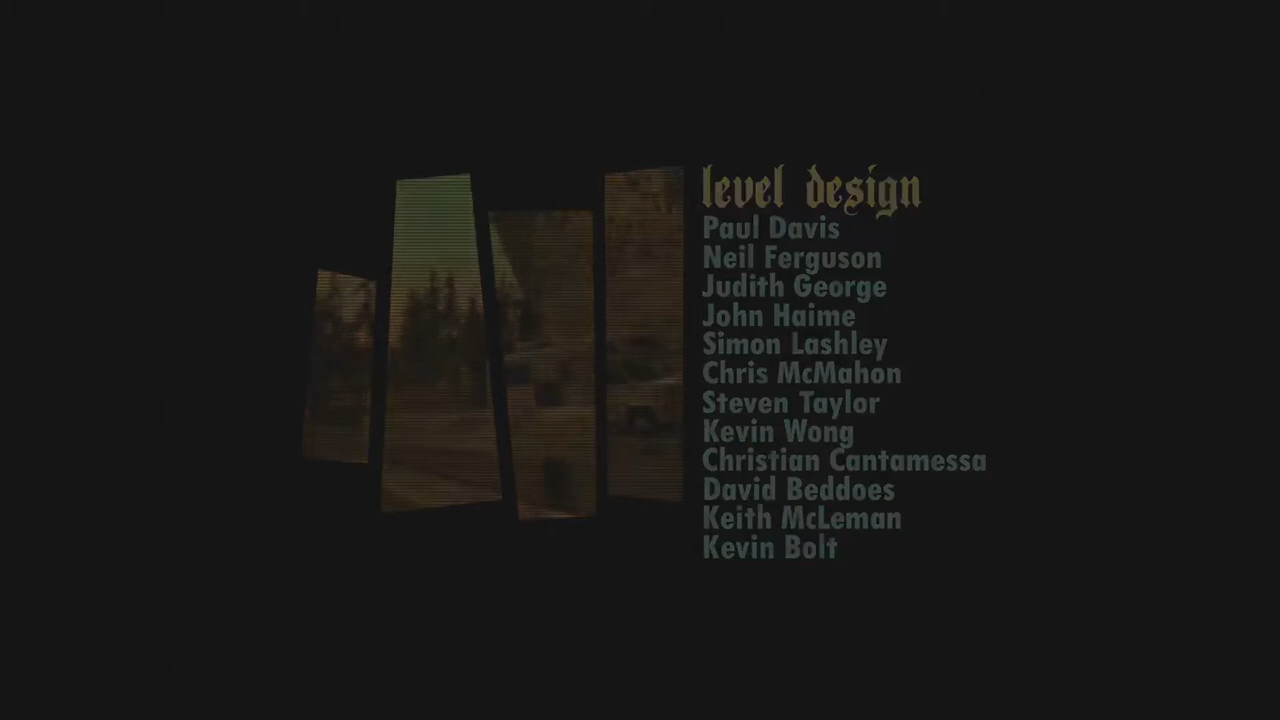 level design
Paul Davis
Neil Ferguson
Judith George
John Haime
Simon Lashley
Chris McMahon
Steven Taylor
Kevin Wong
Christian Cantamessa
David Beddoes
Keith McLeman
Kevin Bolt